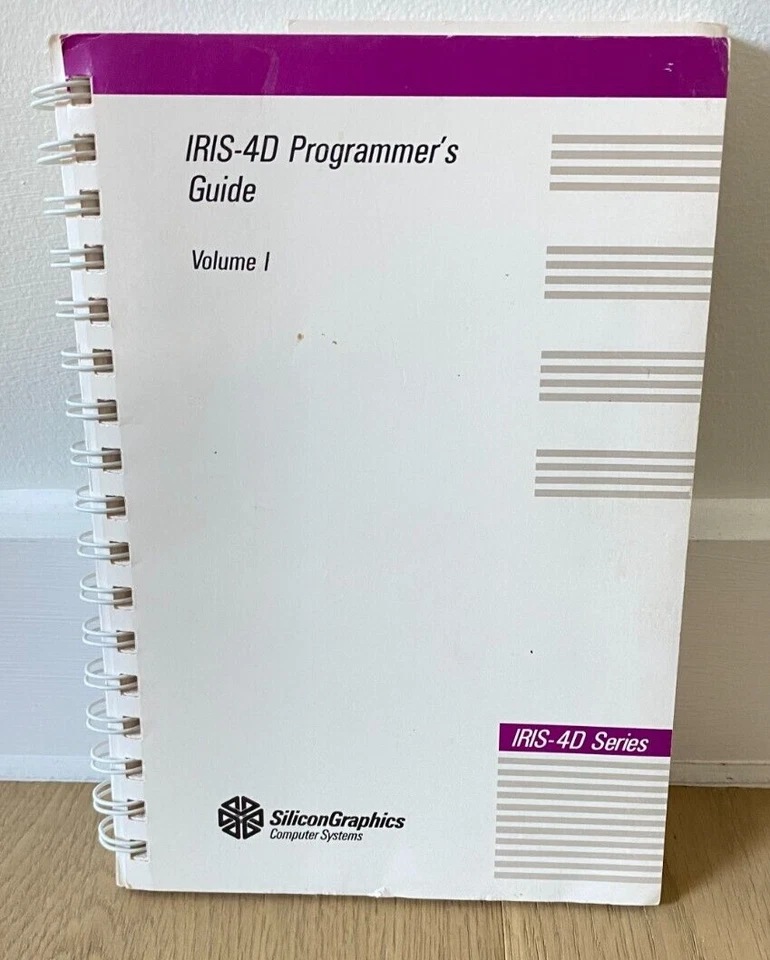 IRIS-4D Programmer's
Guide
Volume I
IRIS-4D Series
SiliconGraphics
Computer Systems